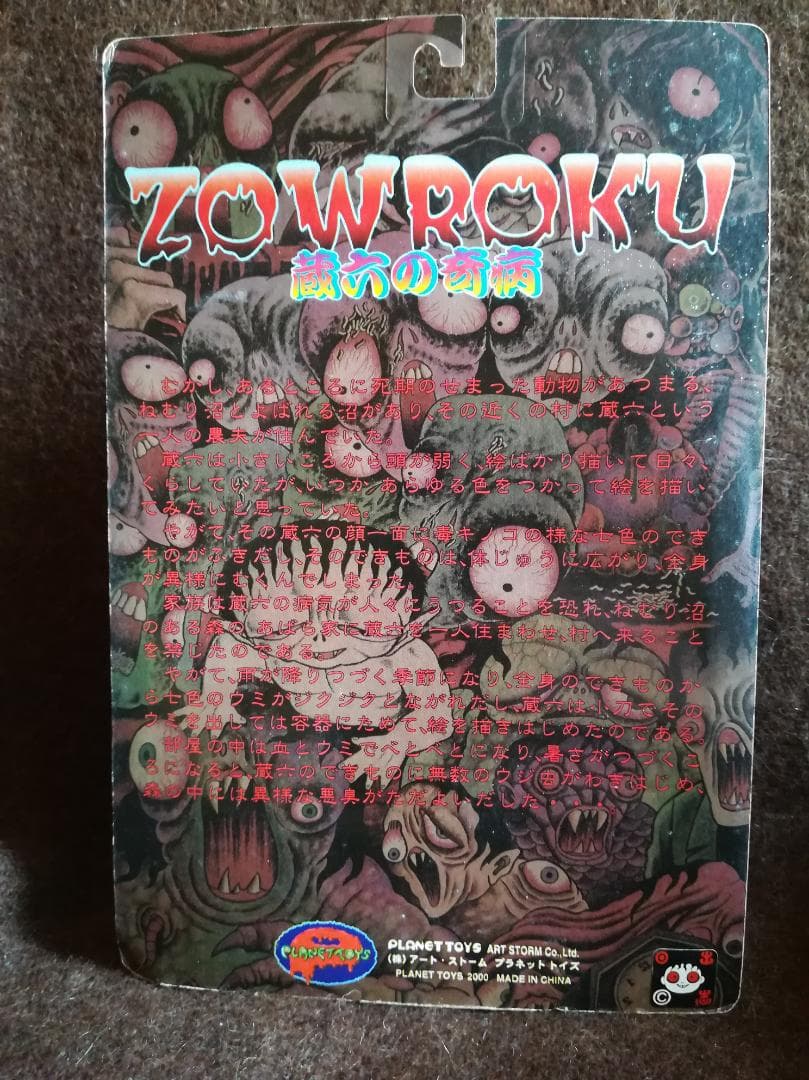 ZOWROKU
蔵六の奇病
むかし、あるところに死期のせまった動物があつまる、
ねむり沼とよばれる沼があり、その近くの村に蔵六という
一人の農夫が住んでいた。
蔵六は小さいころから頭が弱く、絵ばかり描いて日々、
くらしていたが、いつかあらゆる色をつかって絵を描い
てみたいと思っていた。
やがて、その蔵六の顔一面に毒キノコの様な七色のでき
ものがふきだし、そのできものは、体じゅうに広がり、全身
が異様にむくんでしまった。
家族は蔵六の病気が人々にうつることを恐れ、ねむり沼
のある森の、あばら家に蔵六を一人住まわせ、村へ来ること
を禁じたのである。
やがて、雨が降りつづく季節になり、全身のできものか
ら七色のウミがジクジクとながれだし、蔵六は小刀でその
ウミを出しては容器にためて、絵を描きはじめたのである。
部屋の中は血とウミでべとべとになり、暑さがつづくこ
ろになると、蔵六のできものに無数のウジ虫がわきはじめ、
森の中には異様な悪臭がただよいだした・・・。
PLANET TOYS
PLANET TOYS ART STORM Co.,Ltd.
(株)アート・ストーム プラネットトイズ
PLANET TOYS 2000 MADE IN CHINA
©